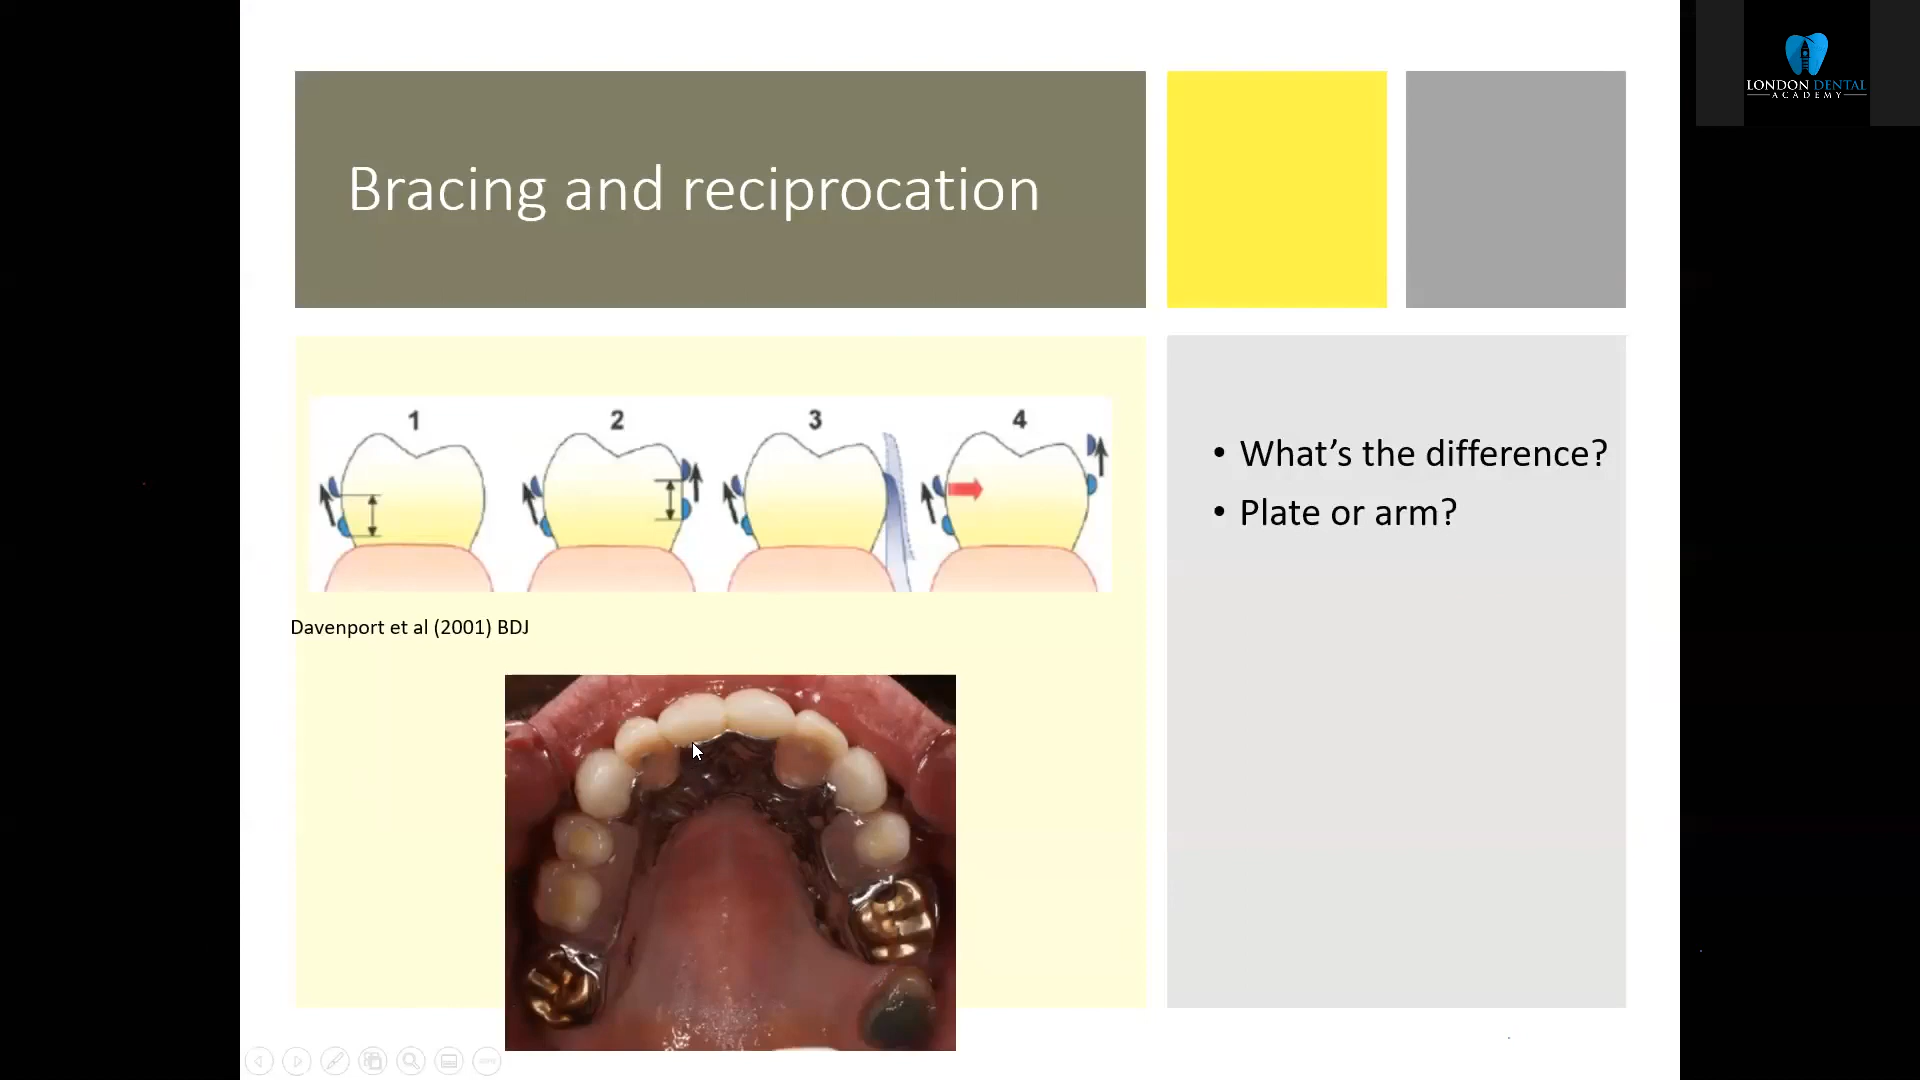 LONDON DENTAL
ACADEMY
Bracing and reciprocation
1 2 3 4
Davenport et al (2001) BDJ
• What’s the difference?
• Plate or arm?